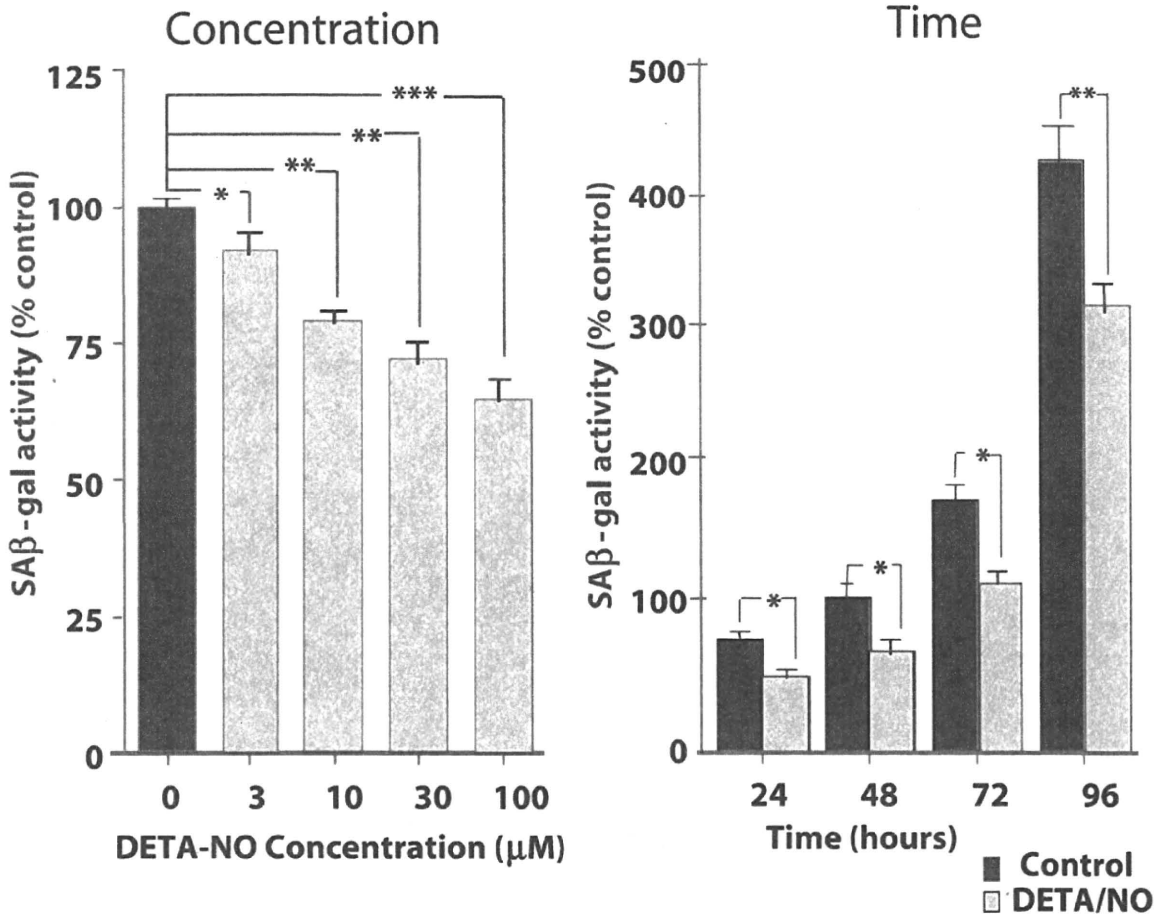 Concentration
125
100
75
50
25
0
SAβ-gal activity (% control)
***
**
**
*
0 3 10 30 100
DETA-NO Concentration (μM)
Time
500
400
300
200
100
0
SAβ-gal activity (% control)
*
*
*
**
24 48 72 96
Time (hours)
Control
DETA/NO